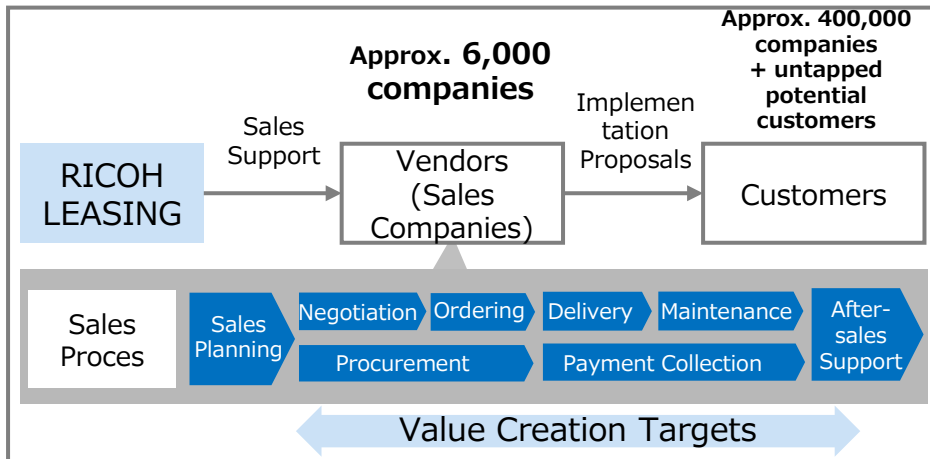 Approx. 6,000
companies
Approx. 400,000
companies
+ untapped
potential
customers
Sales
Support
Implemen
tation
Proposals
RICOH
LEASING
Vendors
(Sales
Companies)
Customers
Sales
Proces
Sales
Planning
Negotiation
Ordering
Delivery
Maintenance
Procurement
Payment Collection
After-
sales
Support
Value Creation Targets